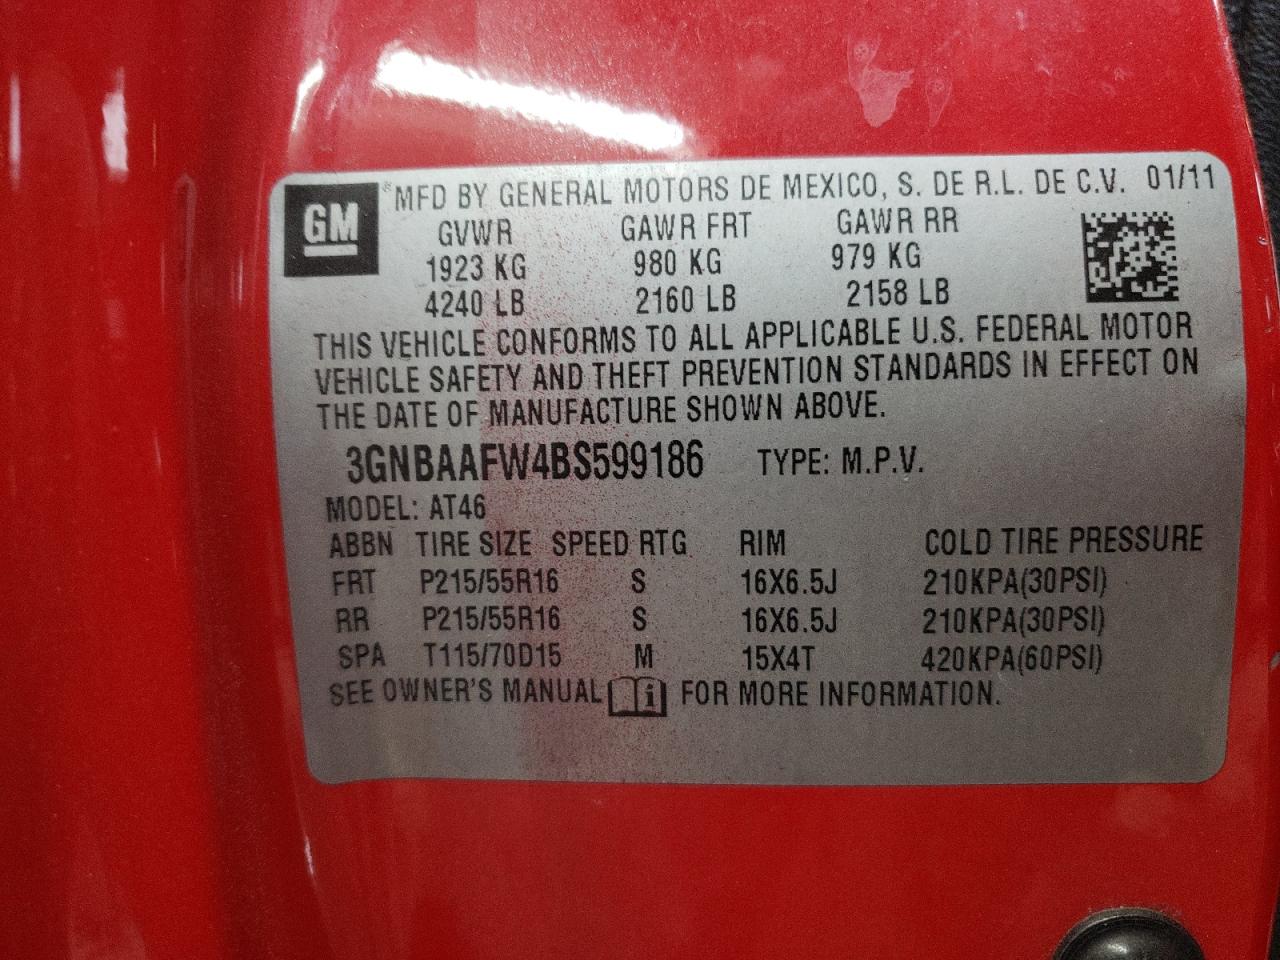 GM ® MFD BY GENERAL MOTORS DE MEXICO, S. DE R.L. DE C.V. 01/11
GVWR GAWR FRT GAWR RR
1923 KG 980 KG 979 KG
4240 LB 2160 LB 2158 LB
THIS VEHICLE CONFORMS TO ALL APPLICABLE U.S. FEDERAL MOTOR
VEHICLE SAFETY AND THEFT PREVENTION STANDARDS IN EFFECT ON
THE DATE OF MANUFACTURE SHOWN ABOVE.
3GNBAAFW4BS599186 TYPE: M.P.V.
MODEL: AT46
ABBN TIRE SIZE SPEED RTG RIM COLD TIRE PRESSURE
FRT P215/55R16 S 16X6.5J 210KPA(30PSI)
RR P215/55R16 S 16X6.5J 210KPA(30PSI)
SPA T115/70D15 M 15X4T 420KPA(60PSI)
SEE OWNER'S MANUAL i FOR MORE INFORMATION.